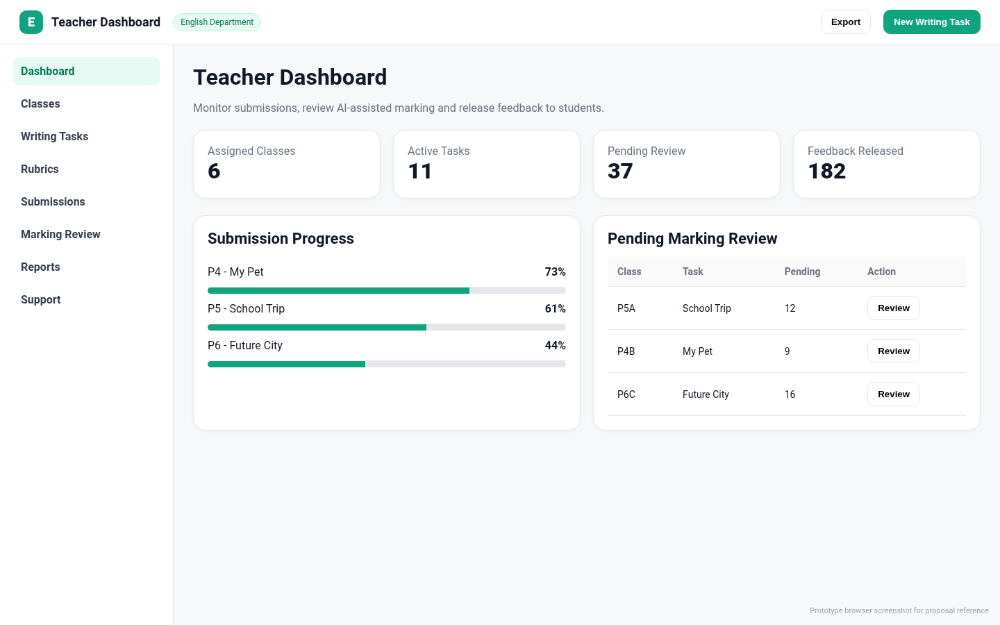 E Teacher Dashboard English Department Export New Writing Task
Dashboard
Classes
Writing Tasks
Rubrics
Submissions
Marking Review
Reports
Support
Teacher Dashboard
Monitor submissions, review AI-assisted marking and release feedback to students.
Assigned Classes
6
Active Tasks
11
Pending Review
37
Feedback Released
182
Submission Progress
P4 - My Pet 73%
P5 - School Trip 61%
P6 - Future City 44%
Pending Marking Review
Class Task Pending Action
P5A School Trip 12 Review
P4B My Pet 9 Review
P6C Future City 16 Review
Prototype browser screenshot for proposal reference